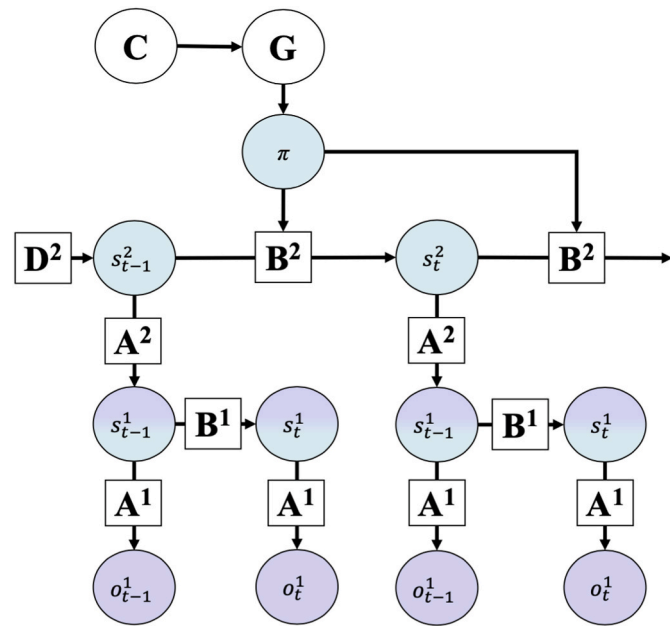 C G
π
D² s²ₜ₋₁ B² s²ₜ B²
A² A²
s¹ₜ₋₁ B¹ s¹ₜ s¹ₜ₋₁ B¹ s¹ₜ
A¹ A¹ A¹ A¹
o¹ₜ₋₁ o¹ₜ o¹ₜ₋₁ o¹ₜ